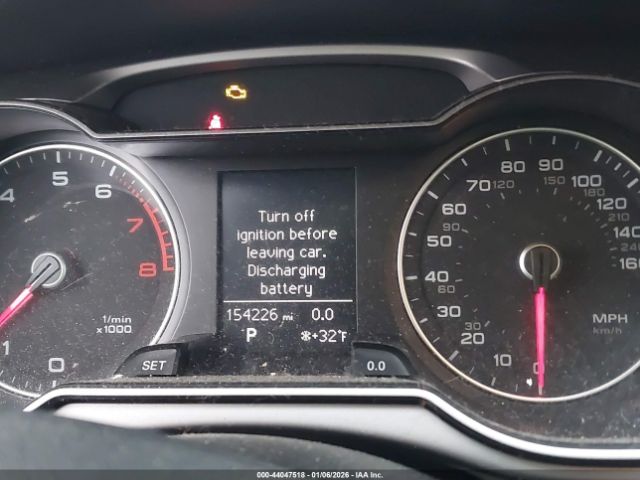 Turn off
ignition before
leaving car.
Discharging
battery
154226 mi 0.0
P ❄+32°F
SET
0.0
4 5 6 7 8
1 0
1/min
x1000
0 10 20 30 40 50 60 70 80 90 100 120 140 160
30 60 90 120 150 180 210 240
MPH
km/h
000-44047518 | 01/06/2026 | IAA Inc.